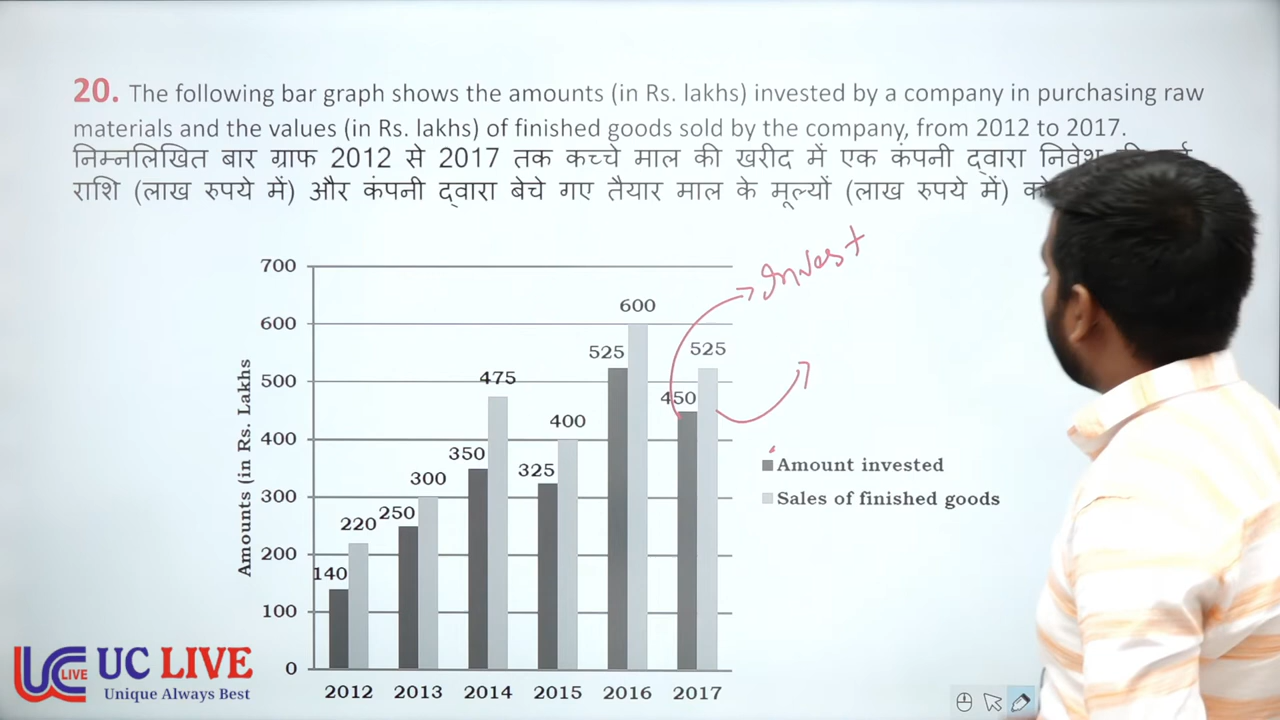 20. The following bar graph shows the amounts (in Rs. lakhs) invested by a company in purchasing raw
materials and the values (in Rs. lakhs) of finished goods sold by the company, from 2012 to 2017.
निम्नलिखित बार ग्राफ 2012 से 2017 तक कच्चे माल की खरीद में एक कंपनी द्वारा निवेश
राशि (लाख रुपये में) और कंपनी द्वारा बेचे गए तैयार माल के मूल्यों (लाख रुपये में)
Invest
700
600
500
400
300
200
100
0
Amounts (in Rs. Lakhs
140
220
250
300
350
475
325
400
525
600
450
525
2012 2013 2014 2015 2016 2017
Amount invested
Sales of finished goods
UC LIVE
LIVE
Unique Always Best